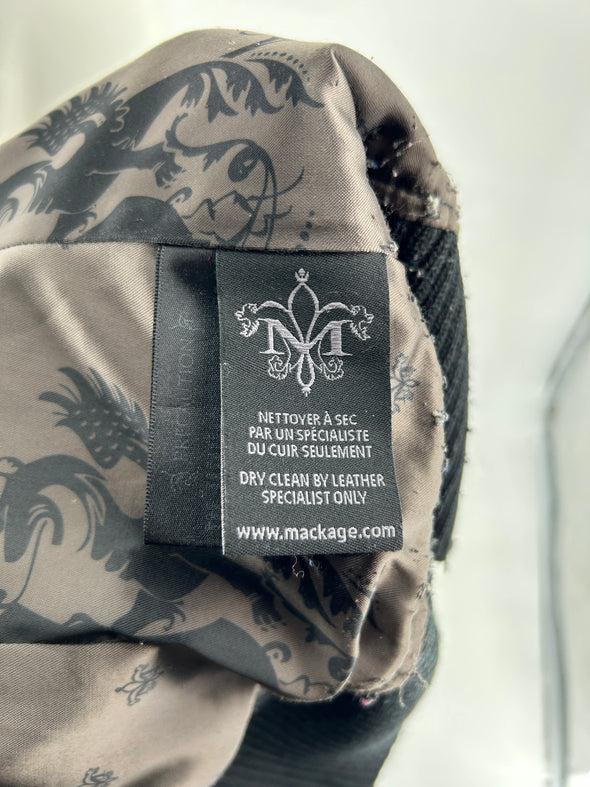 M
NETTOYER À SEC
PAR UN SPÉCIALISTE
DU CUIR SEULEMENT
DRY CLEAN BY LEATHER
SPECIALIST ONLY
www.mackage.com